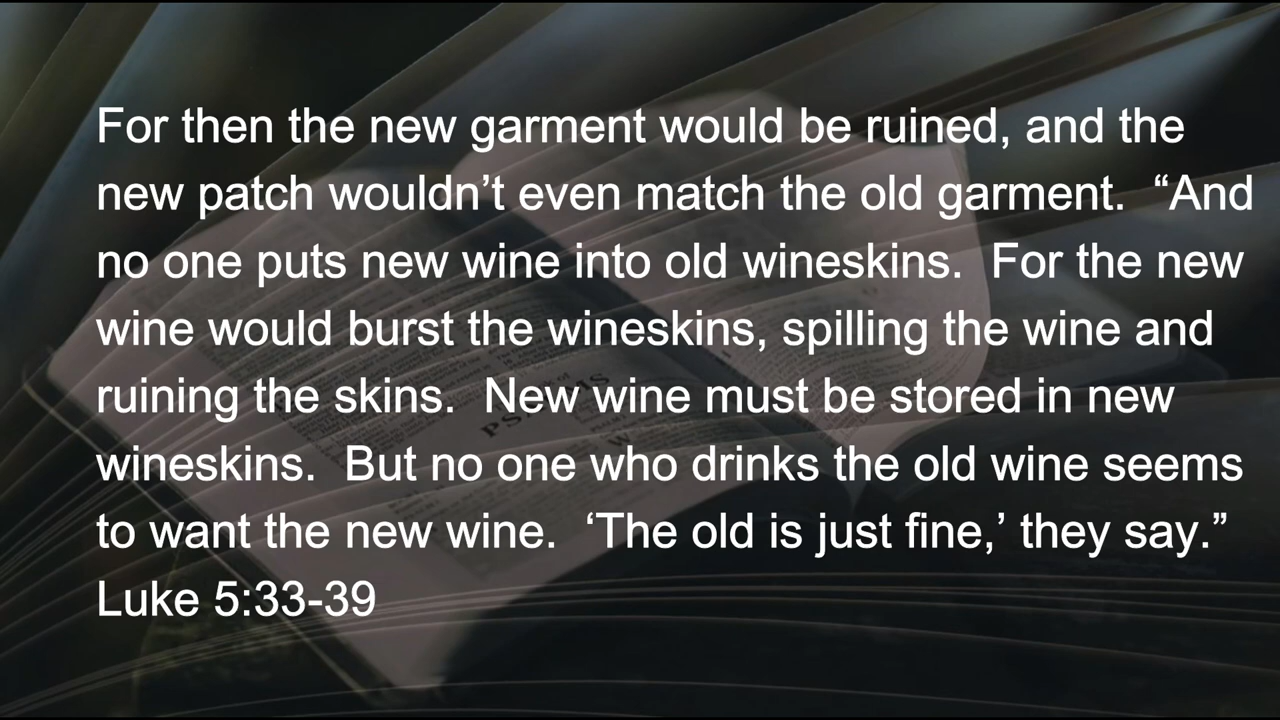 For then the new garment would be ruined, and the
new patch wouldn’t even match the old garment.  “And
no one puts new wine into old wineskins.  For the new
wine would burst the wineskins, spilling the wine and
ruining the skins.  New wine must be stored in new
wineskins.  But no one who drinks the old wine seems
to want the new wine.  ‘The old is just fine,’ they say.”
Luke 5:33-39